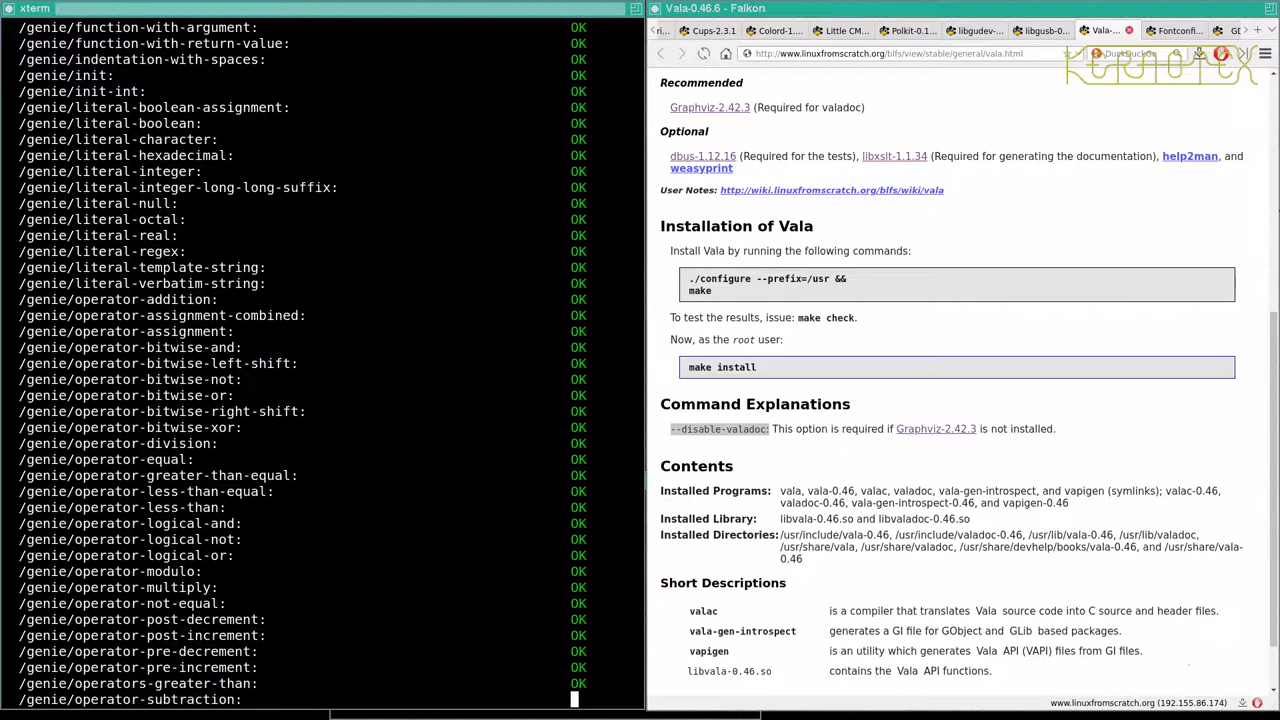 xterm
/genie/function-with-argument: OK
/genie/function-with-return-value: OK
/genie/indentation-with-spaces: OK
/genie/init: OK
/genie/init-int: OK
/genie/literal-boolean-assignment: OK
/genie/literal-boolean: OK
/genie/literal-character: OK
/genie/literal-hexadecimal: OK
/genie/literal-integer: OK
/genie/literal-integer-long-long-suffix: OK
/genie/literal-null: OK
/genie/literal-octal: OK
/genie/literal-real: OK
/genie/literal-regex: OK
/genie/literal-template-string: OK
/genie/literal-verbatim-string: OK
/genie/operator-addition: OK
/genie/operator-assignment-combined: OK
/genie/operator-assignment: OK
/genie/operator-bitwise-and: OK
/genie/operator-bitwise-left-shift: OK
/genie/operator-bitwise-not: OK
/genie/operator-bitwise-or: OK
/genie/operator-bitwise-right-shift: OK
/genie/operator-bitwise-xor: OK
/genie/operator-division: OK
/genie/operator-equal: OK
/genie/operator-greater-than-equal: OK
/genie/operator-less-than-equal: OK
/genie/operator-less-than: OK
/genie/operator-logical-and: OK
/genie/operator-logical-not: OK
/genie/operator-logical-or: OK
/genie/operator-modulo: OK
/genie/operator-multiply: OK
/genie/operator-not-equal: OK
/genie/operator-post-decrement: OK
/genie/operator-post-increment: OK
/genie/operator-pre-decrement: OK
/genie/operator-pre-increment: OK
/genie/operators-greater-than: OK
/genie/operator-subtraction:
Vala-0.46.6 - Falkon
ri... Cups-2.3.1 Colord-1.... Little CM... Polkit-0.1... libgudev-... libgusb-0... Vala-... Fontconfi... GD
http://www.linuxfromscratch.org/blfs/view/stable/general/vala.html DuckDuckGo
KERNOTEX
Recommended
Graphviz-2.42.3 (Required for valadoc)
Optional
dbus-1.12.16 (Required for the tests), libxslt-1.1.34 (Required for generating the documentation), help2man, and
weasyprint
User Notes: http://wiki.linuxfromscratch.org/blfs/wiki/vala
Installation of Vala
Install Vala by running the following commands:
./configure --prefix=/usr &&
make
To test the results, issue: make check.
Now, as the root user:
make install
Command Explanations
--disable-valadoc: This option is required if Graphviz-2.42.3 is not installed.
Contents
Installed Programs: vala, vala-0.46, valac, valadoc, vala-gen-introspect, and vapigen (symlinks); valac-0.46,
valadoc-0.46, vala-gen-introspect-0.46, and vapigen-0.46
Installed Library: libvala-0.46.so and libvaladoc-0.46.so
Installed Directories: /usr/include/vala-0.46, /usr/include/valadoc-0.46, /usr/lib/vala-0.46, /usr/lib/valadoc,
/usr/share/vala, /usr/share/valadoc, /usr/share/devhelp/books/vala-0.46, and /usr/share/vala-
0.46
Short Descriptions
valac is a compiler that translates Vala source code into C source and header files.
vala-gen-introspect generates a GI file for GObject and GLib based packages.
vapigen is an utility which generates Vala API (VAPI) files from GI files.
libvala-0.46.so contains the Vala API functions.
www.linuxfromscratch.org (192.155.86.174)